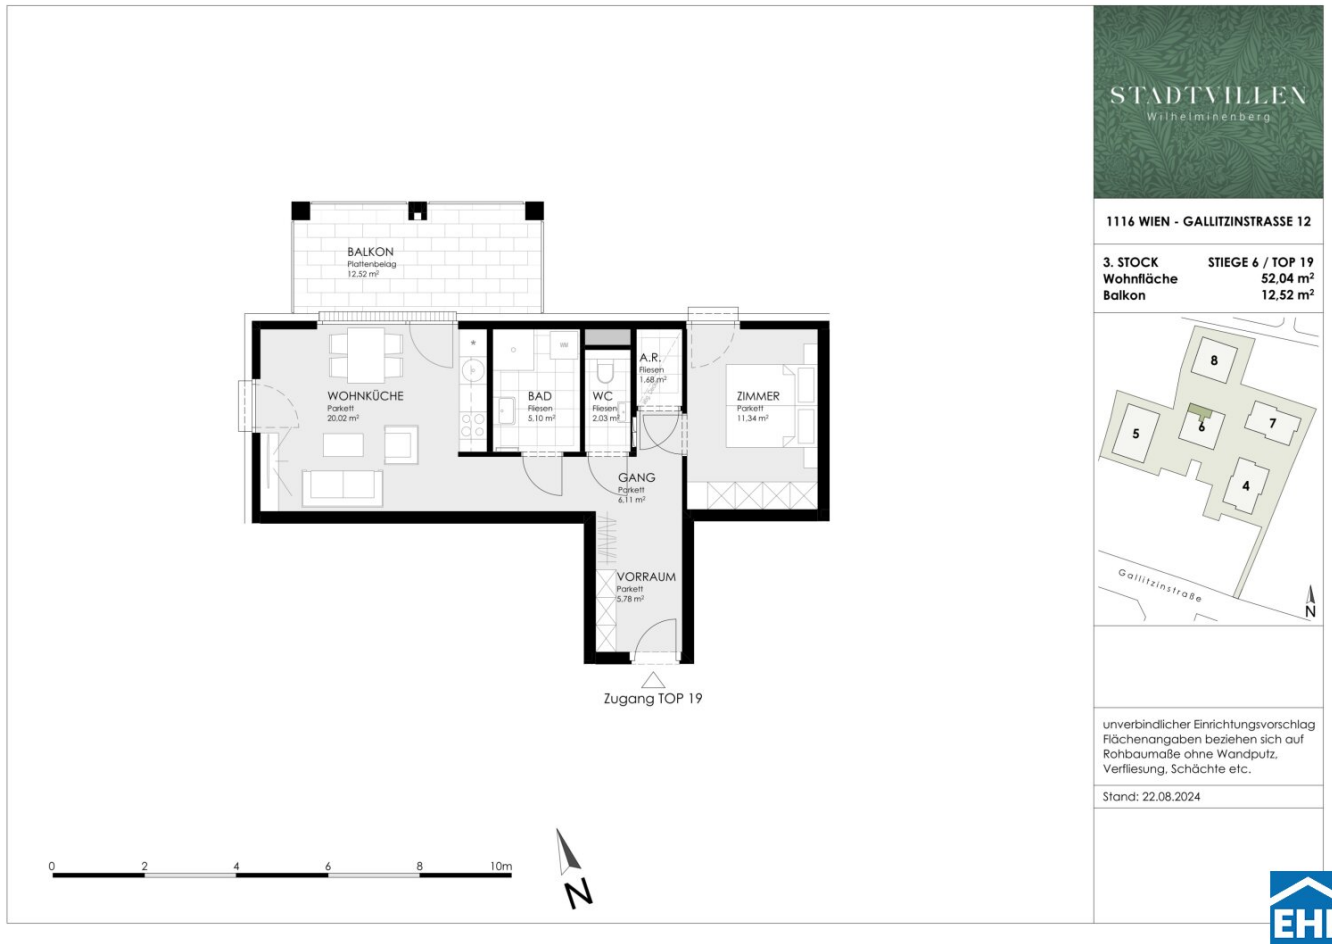 STADTVILLEN
Wilhelminenberg
1116 WIEN - GALLITZINSTRASSE 12
3. STOCK STIEGE 6 / TOP 19
Wohnfläche 52,04 m²
Balkon 12,52 m²
BALKON
Plattenbelag
12,52 m²
WOHNKÜCHE
Parkett
20,02 m²
BAD
Fliesen
5,10 m²
WC
Fliesen
2,03 m²
A.R.
Fliesen
1,68 m²
ZIMMER
Parkett
11,34 m²
GANG
Parkett
6,11 m²
VORRAUM
Parkett
5,78 m²
Zugang TOP 19
8
5
6
7
4
Gallitzinstraße
N
unverbindlicher Einrichtungsvorschlag
Flächenangaben beziehen sich auf
Rohbaumaße ohne Wandputz,
Verfliesung, Schächte etc.
Stand: 22.08.2024
0 2 4 6 8 10m
N
EHL